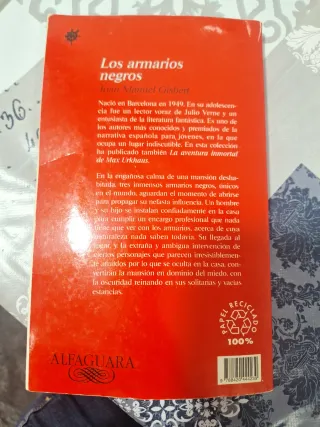 Los armarios
negros
Joan Manuel Gisbert
Nació en Barcelona en 1949. En su adolescen-
cia fue un lector voraz de Julio Verne y un
entusiasta de la literatura fantástica. Es uno de
los autores más conocidos y premiados de la
narrativa española para jóvenes, en la que
ocupa un lugar indiscutible. En esta colección
ha publicado también La aventura inmortal
de Max Urkhaus.
En la engañosa calma de una mansión desha-
bitada, tres inmensos armarios negros, únicos
en el mundo, aguardan el momento de abrirse
para propagar su nefasta influencia. Un hombre
y su hijo se instalan confiadamente en la casa
para cumplir un encargo profesional que nada
tiene que ver con los armarios, acerca de cuya
naturaleza nada saben todavía. Su llegada al
lugar, y la extraña y ambigua intervención de
ciertos personajes que parecen irresistiblemen-
te atraídos por lo que se oculta en la casa, con-
vertirán la mansión en dominio del miedo, con
la oscuridad reinando en sus solitarias y vacías
estancias.
PAPEL RECICLADO
100%
ALFAGUARA
36